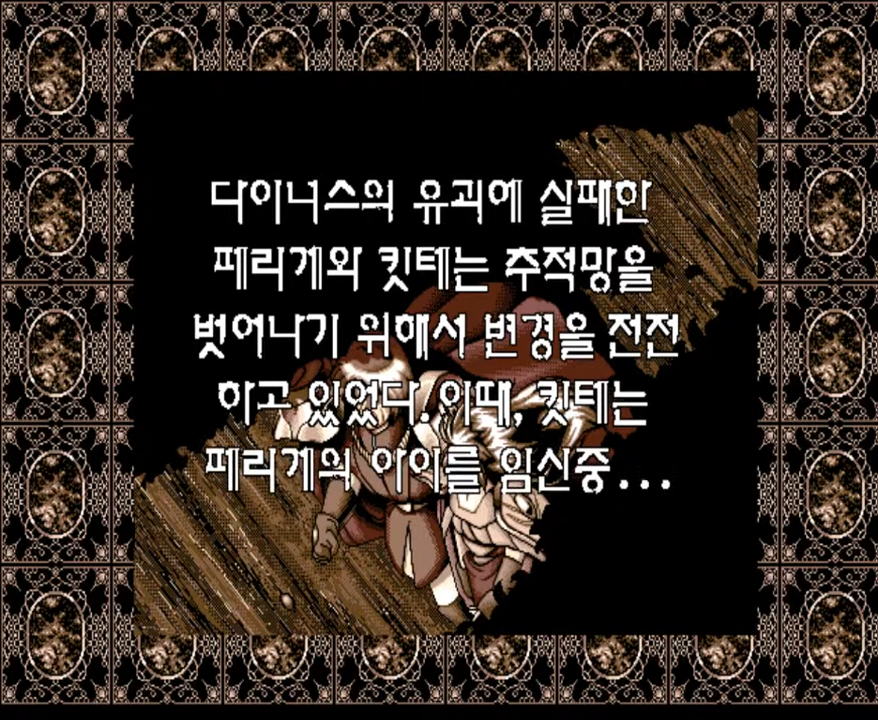 다이너스의 유괴에 실패한
페리게와 킷테는 추적망을
벗어나기 위해서 변경을 전전
하고 있었다. 이때, 킷테는
페리게의 아이를 임신중...